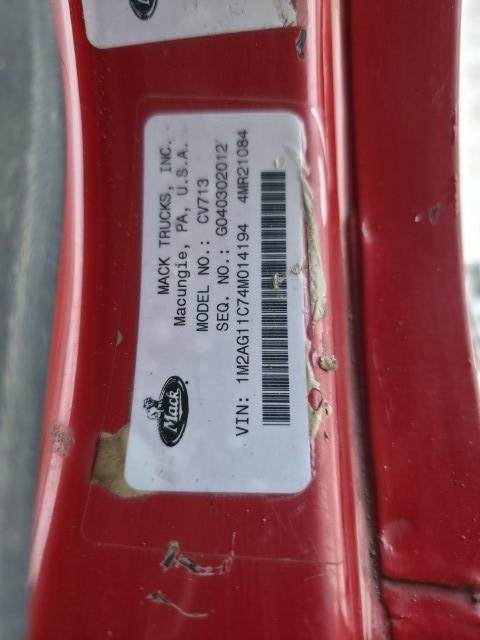 MACK TRUCKS, INC.
Macungie, PA, U.S.A.
MODEL NO.: CV713
SEQ. NO.: G040302012
VIN: 1M2AG11C74M014194 4MR21084
Mack